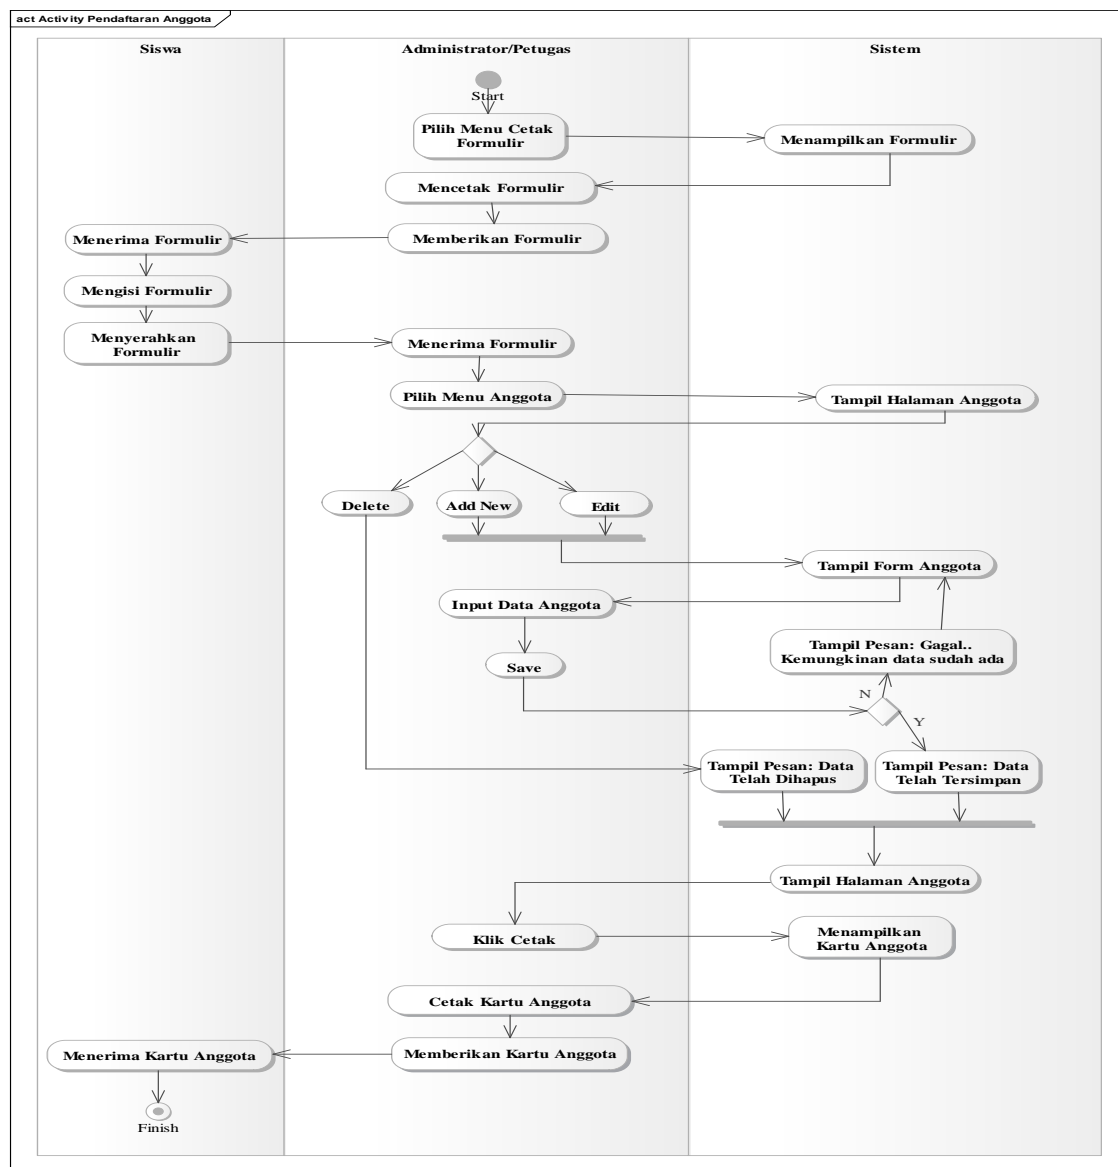 act Activity Pendaftaran Anggota
Siswa
Administrator/Petugas
Sistem
Start
Pilih Menu Cetak
Formulir
Menampilkan Formulir
Mencetak Formulir
Memberikan Formulir
Menerima Formulir
Mengisi Formulir
Menyerahkan
Formulir
Menerima Formulir
Pilih Menu Anggota
Tampil Halaman Anggota
Delete
Add New
Edit
Tampil Form Anggota
Input Data Anggota
Tampil Pesan: Gagal..
Kemungkinan data sudah ada
Save
N
Y
Tampil Pesan: Data
Telah Dihapus
Tampil Pesan: Data
Telah Tersimpan
Tampil Halaman Anggota
Klik Cetak
Menampilkan
Kartu Anggota
Cetak Kartu Anggota
Memberikan Kartu Anggota
Menerima Kartu Anggota
Finish